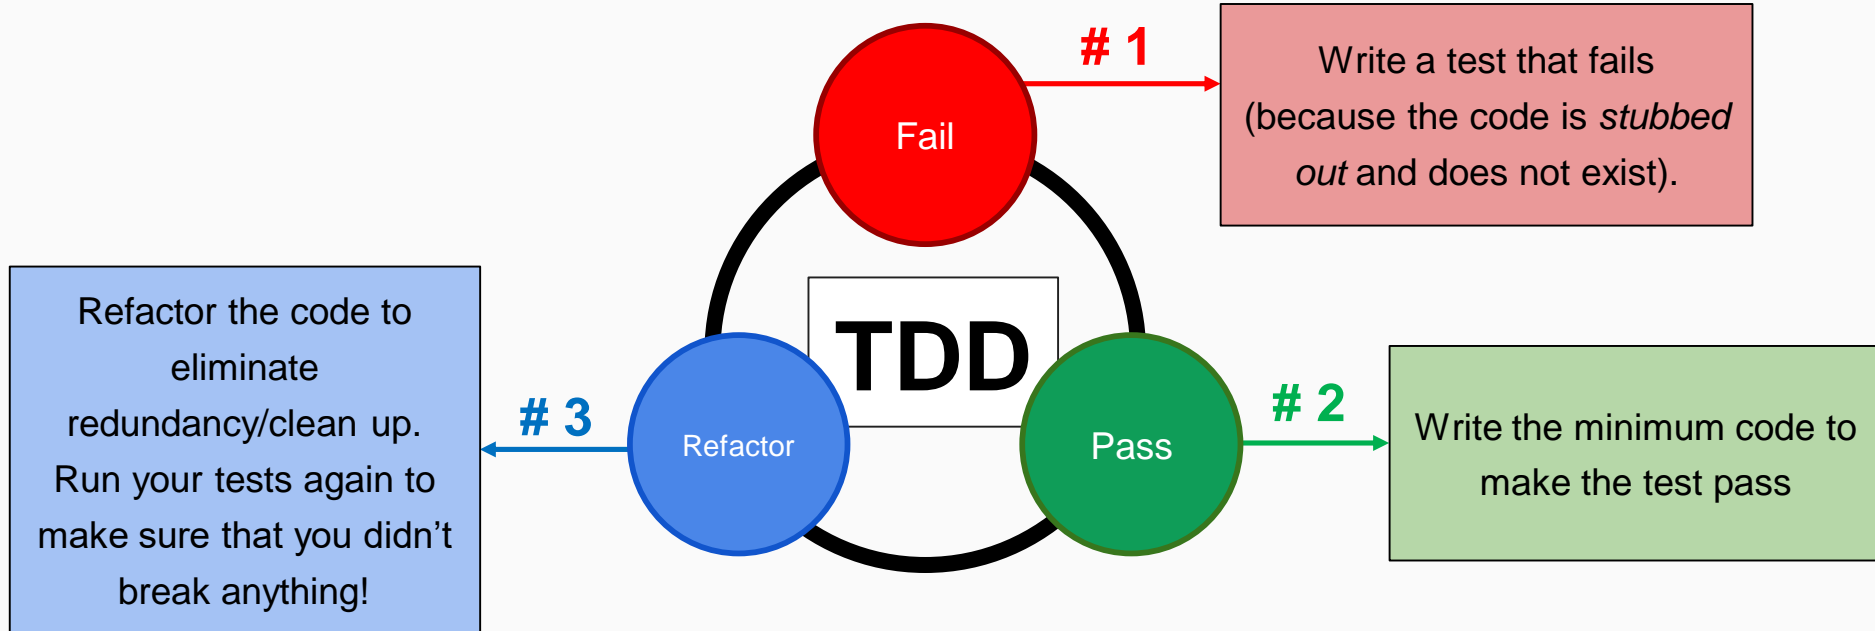 # 1
Write a test that fails
(because the code is stubbed
out and does not exist).
Fail
TDD
Refactor the code to
eliminate
redundancy/clean up.
Run your tests again to
make sure that you didn’t
break anything!
# 3
Refactor
Pass
# 2
Write the minimum code to
make the test pass